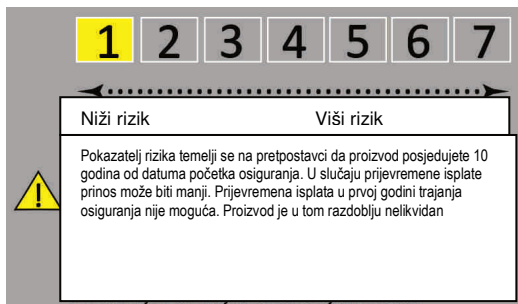 1 2 3 4 5 6 7
Niži rizik Viši rizik
Pokazatelj rizika temelji se na pretpostavci da proizvod posjedujete 10
godina od datuma početka osiguranja. U slučaju prijevremene isplate
prinos može biti manji. Prijevremena isplata u prvoj godini trajanja
osiguranja nije moguća. Proizvod je u tom razdoblju nelikvidan
!